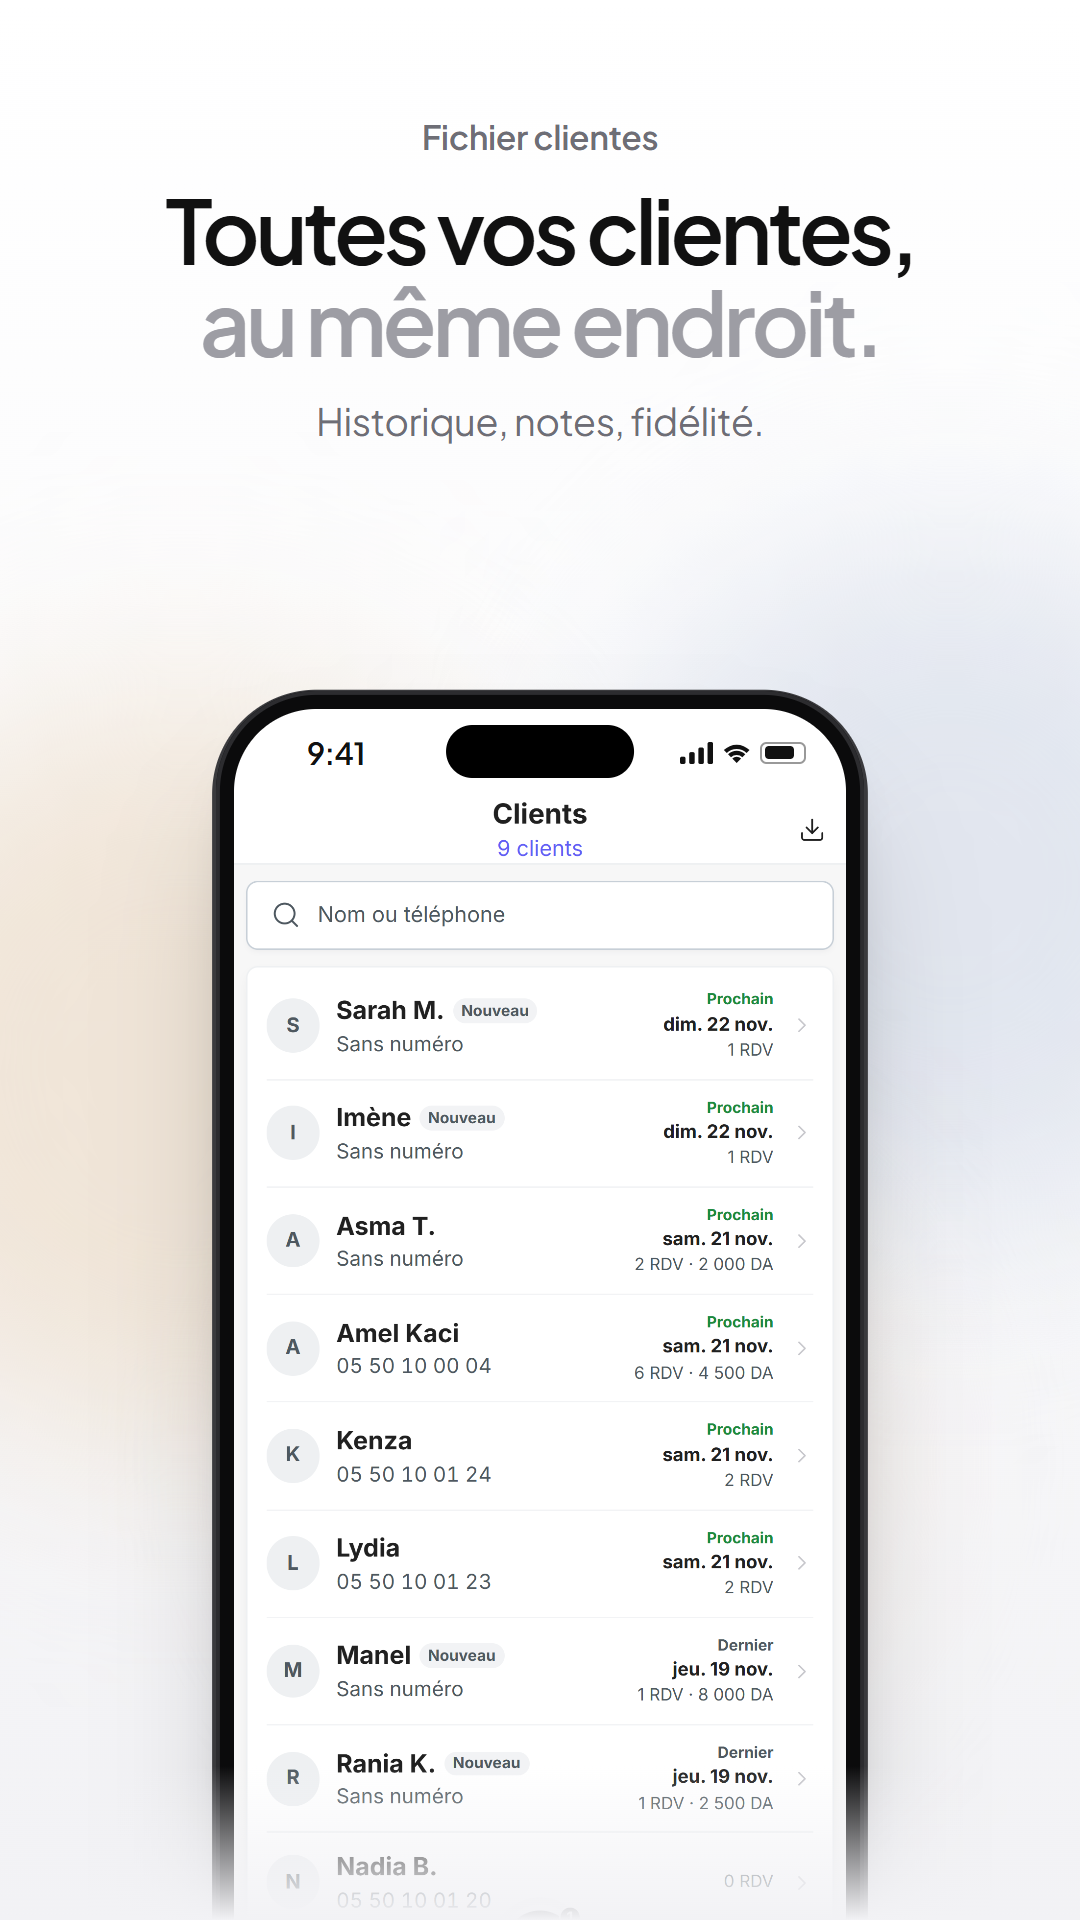 Fichier clientes
Toutes vos clientes,
au même endroit.
Historique, notes, fidélité.
9:41
Clients
9 clients
Nom ou téléphone
S
Sarah M. Nouveau
Sans numéro
Prochain
dim. 22 nov.
1 RDV
I
Imène Nouveau
Sans numéro
Prochain
dim. 22 nov.
1 RDV
A
Asma T.
Sans numéro
Prochain
sam. 21 nov.
2 RDV · 2 000 DA
A
Amel Kaci
05 50 10 00 04
Prochain
sam. 21 nov.
6 RDV · 4 500 DA
K
Kenza
05 50 10 01 24
Prochain
sam. 21 nov.
2 RDV
L
Lydia
05 50 10 01 23
Prochain
sam. 21 nov.
2 RDV
M
Manel Nouveau
Sans numéro
Dernier
jeu. 19 nov.
1 RDV · 8 000 DA
R
Rania K. Nouveau
Sans numéro
Dernier
jeu. 19 nov.
1 RDV · 2 500 DA
N
Nadia B.
05 50 10 01 20
0 RDV